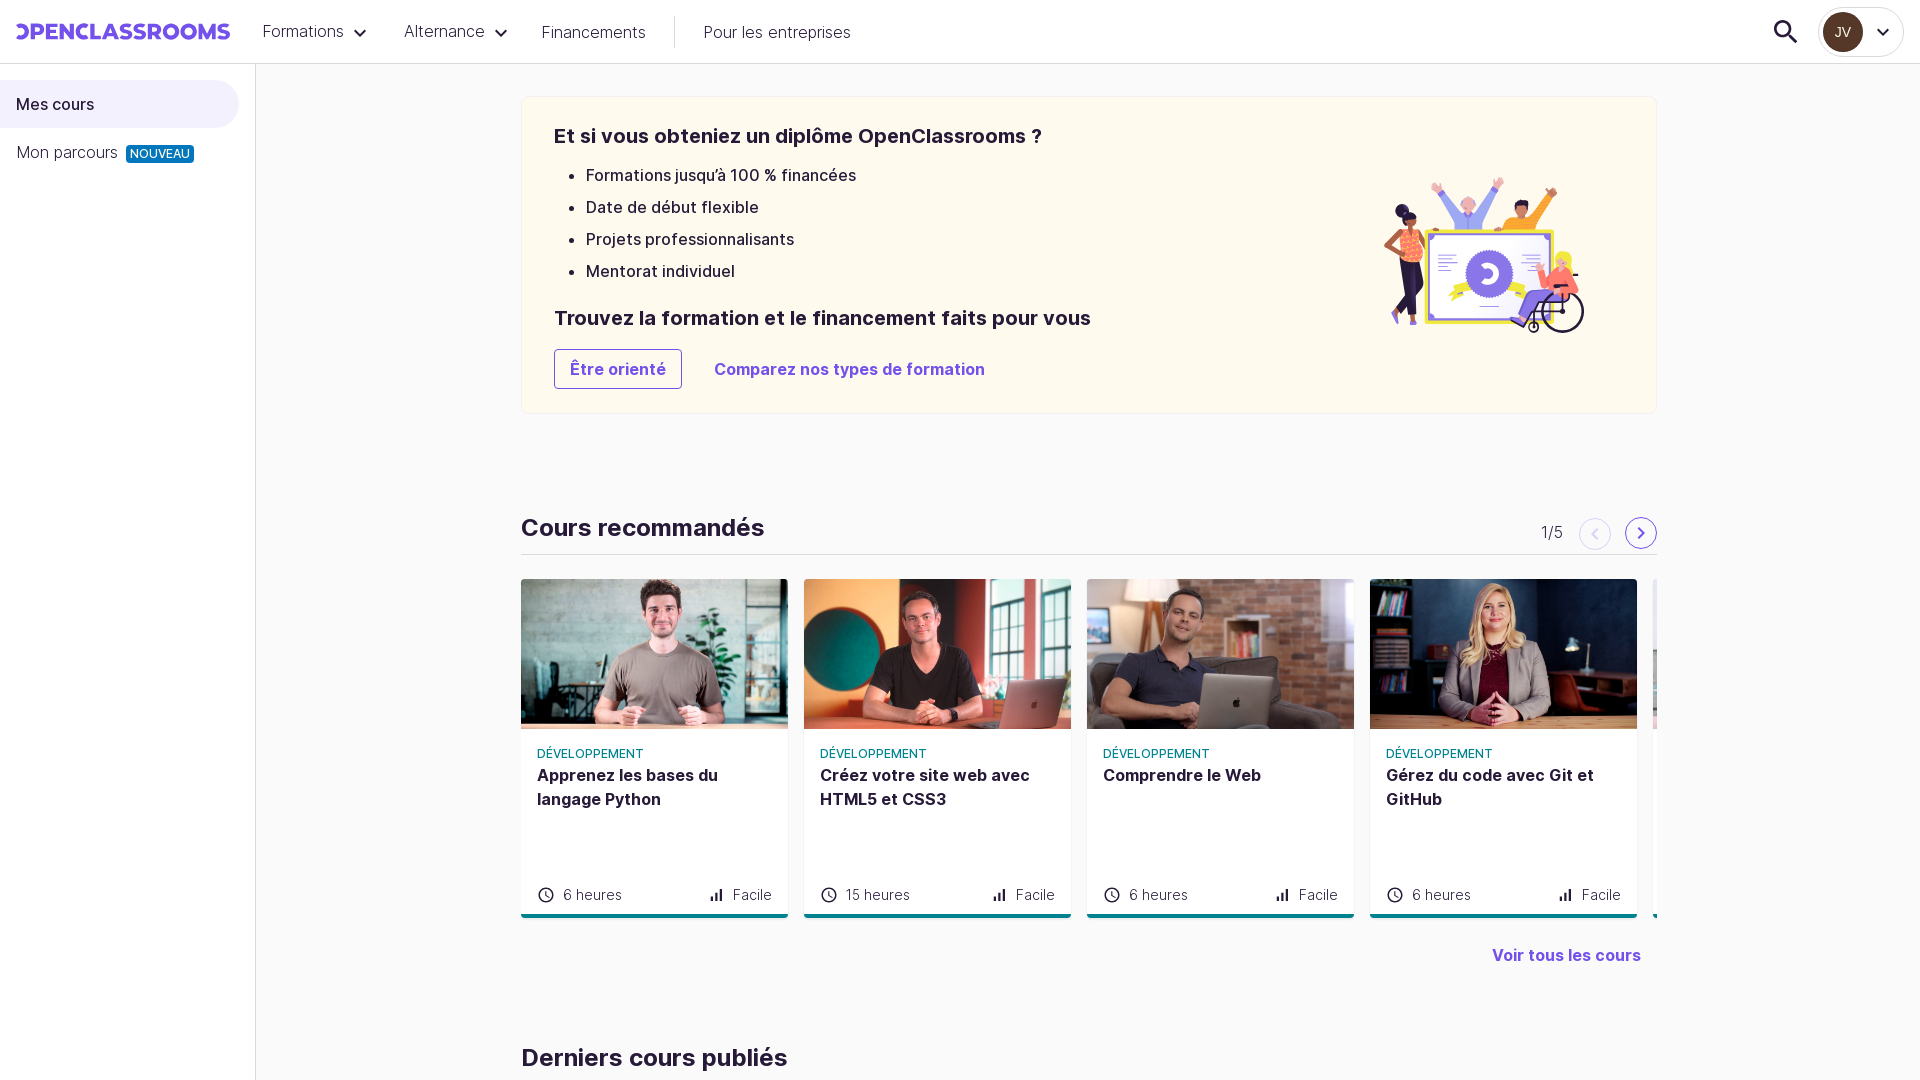 OPENCLASSROOMS
Formations
Alternance
Financements
Pour les entreprises
JV
Mes cours
Mon parcours NOUVEAU
Et si vous obteniez un diplôme OpenClassrooms ?
• Formations jusqu’à 100 % financées
• Date de début flexible
• Projets professionnalisants
• Mentorat individuel
Trouvez la formation et le financement faits pour vous
Être orienté
Comparez nos types de formation
Cours recommandés
1/5
DÉVELOPPEMENT
Apprenez les bases du
langage Python
6 heures
Facile
DÉVELOPPEMENT
Créez votre site web avec
HTML5 et CSS3
15 heures
Facile
DÉVELOPPEMENT
Comprendre le Web
6 heures
Facile
DÉVELOPPEMENT
Gérez du code avec Git et
GitHub
6 heures
Facile
Voir tous les cours
Derniers cours publiés